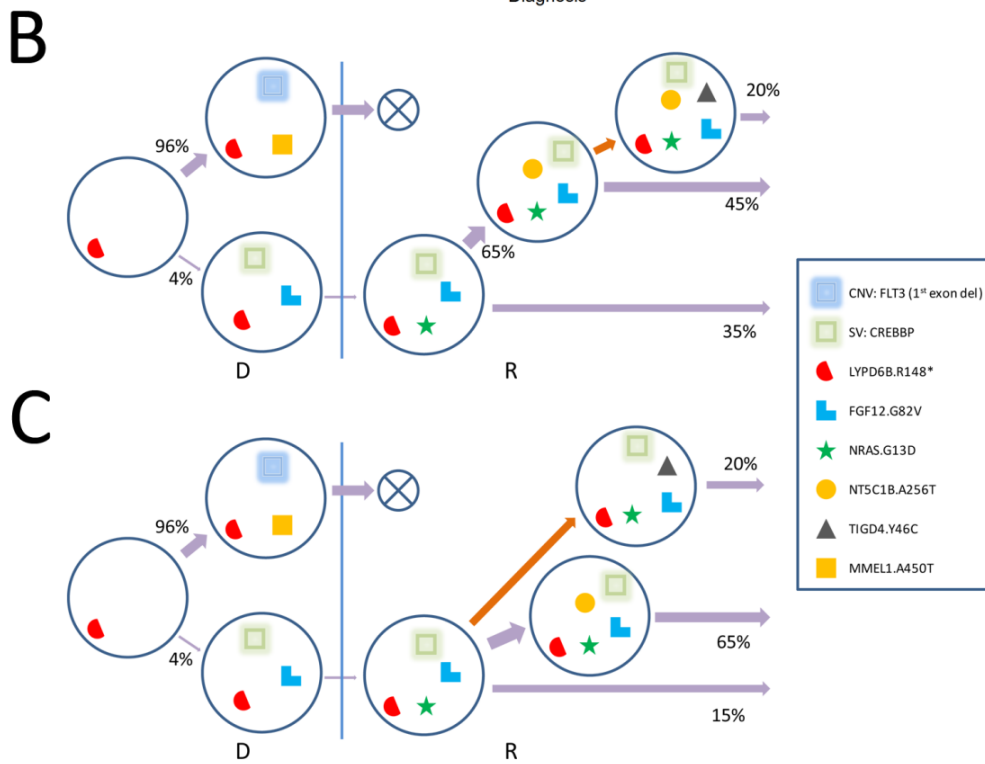 Diagnosis
B
96%
4%
65%
20%
45%
35%
D
R
CNV: FLT3 (1st exon del)
SV: CREBBP
LYPD6B.R148*
FGF12.G82V
NRAS.G13D
NT5C1B.A256T
TIGD4.Y46C
MMEL1.A450T
C
96%
4%
20%
65%
15%
D
R